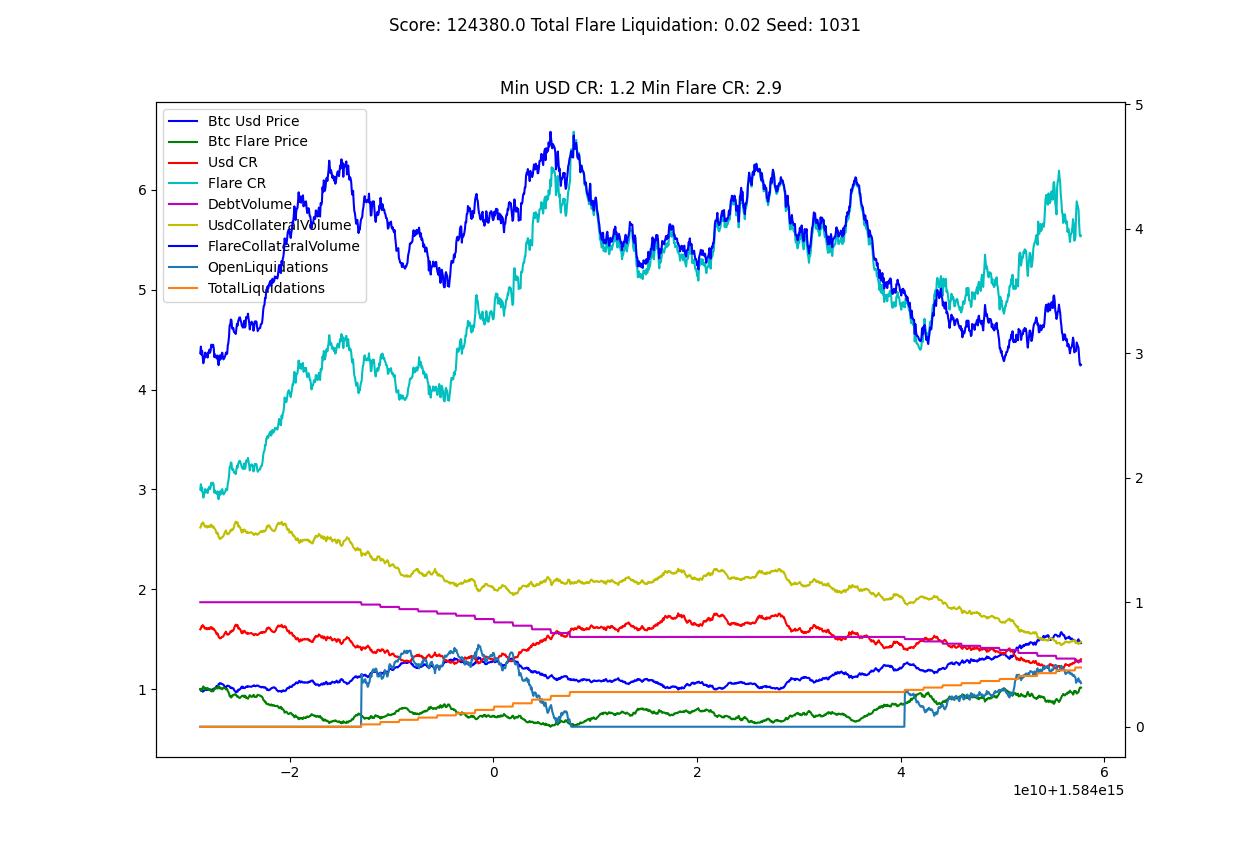 Score: 124380.0 Total Flare Liquidation: 0.02 Seed: 1031
Min USD CR: 1.2 Min Flare CR: 2.9
Btc Usd Price
Btc Flare Price
Usd CR
Flare CR
DebtVolume
UsdCollateralVolume
FlareCollateralVolume
OpenLiquidations
TotalLiquidations
6
5
4
3
2
1
5
4
3
2
1
0
−2
0
2
4
6
1e10+1.584e15